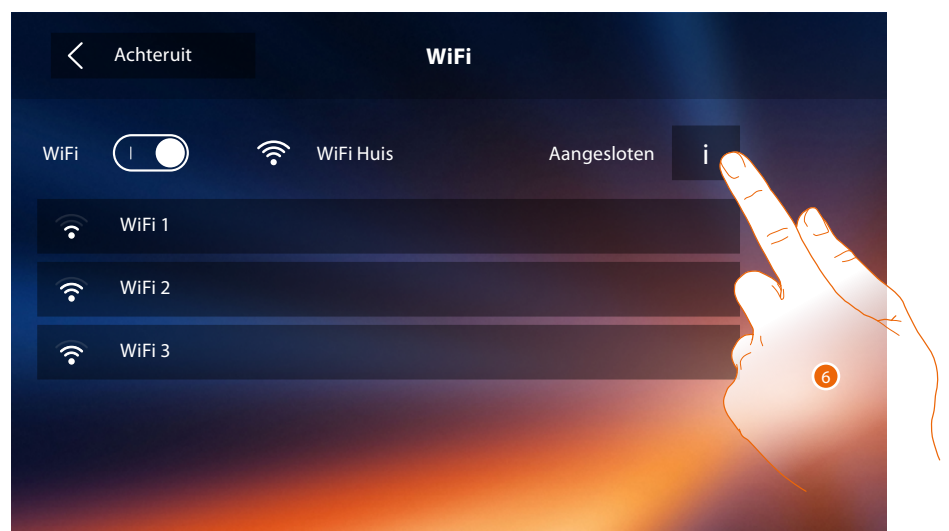 Achteruit
WiFi
WiFi
WiFi Huis
Aangesloten
i
WiFi 1
WiFi 2
WiFi 3
6